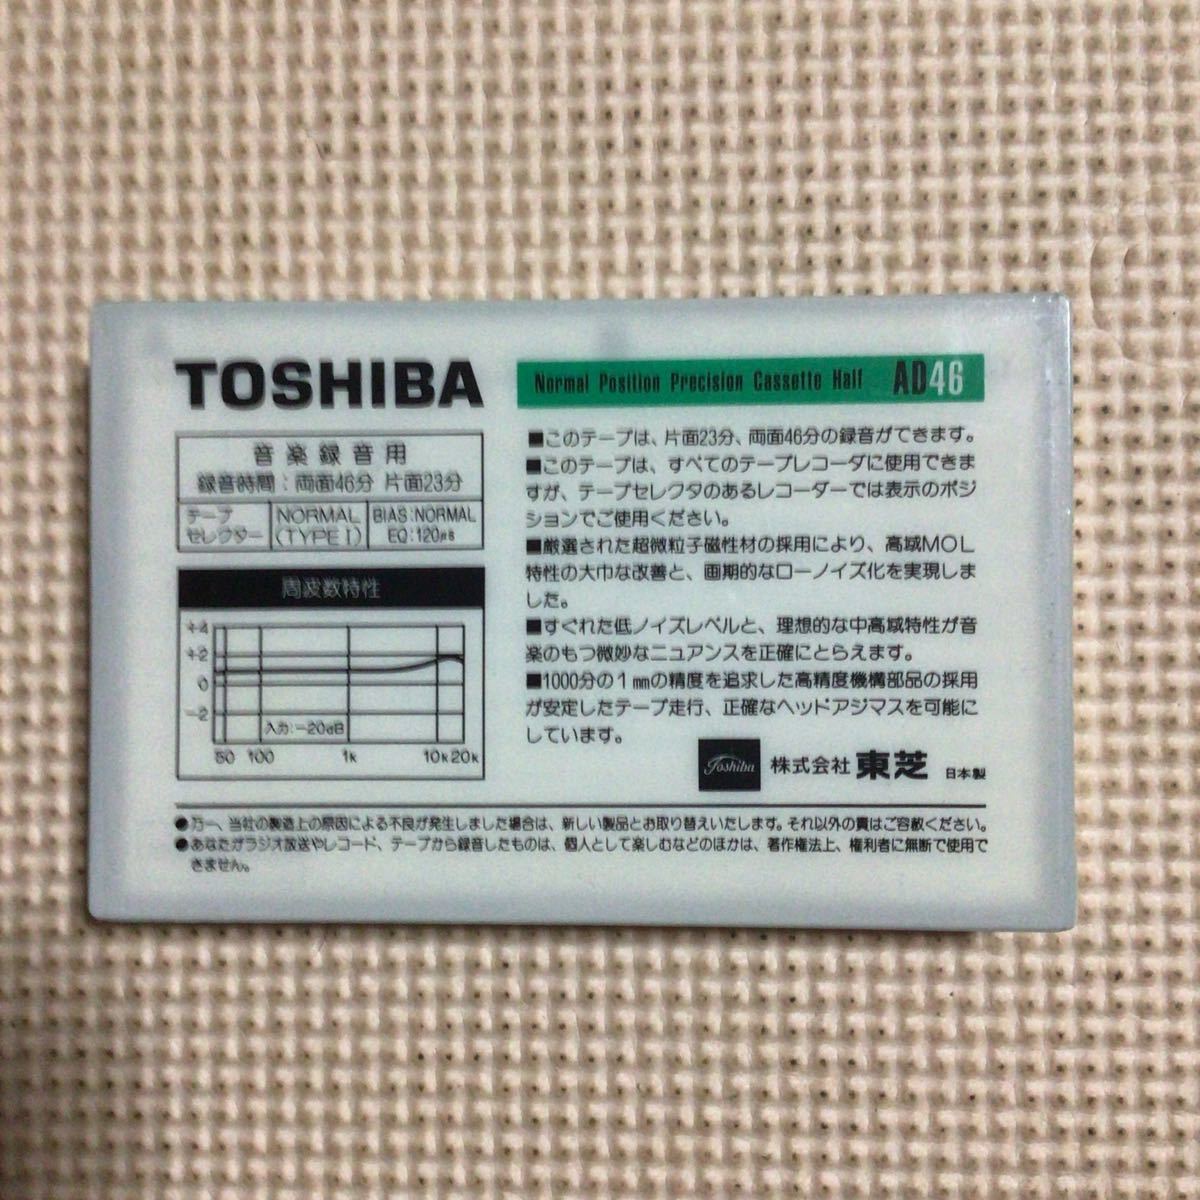 TOSHIBA
Normal Position Precision Cassette Half AD46
音楽録音用
録音時間:両面46分 片面23分
テープ
セレクター
NORMAL
(TYPE I)
BIAS:NORMAL
EQ:120μs
周波数特性
+4
+2
0
-2
入力:-20dB
50 100 1k 10k 20k
■このテープは、片面23分、両面46分の録音ができます。
■このテープは、すべてのテープレコーダに使用できま
すが、テープセレクタのあるレコーダーでは表示のポジ
ションでご使用ください。
■厳選された超微粒子磁性材の採用により、高域MOL
特性の大巾な改善と、画期的なローノイズ化を実現しま
した。
■すぐれた低ノイズレベルと、理想的な中高域特性が音
楽のもつ微妙なニュアンスを正確にとらえます。
■1000分の1mmの精度を追求した高精度機構部品の採用
が安定したテープ走行、正確なヘッドアジマスを可能に
しています。
Toshiba 株式会社 東芝 日本製
●万一、当社の製造上の原因による不良が発生しました場合は、新しい製品とお取り替えいたします。それ以外の責はご容赦ください。
●あなたがラジオ放送やレコード、テープから録音したものは、個人として楽しむなどのほかは、著作権法上、権利者に無断で使用で
きません。